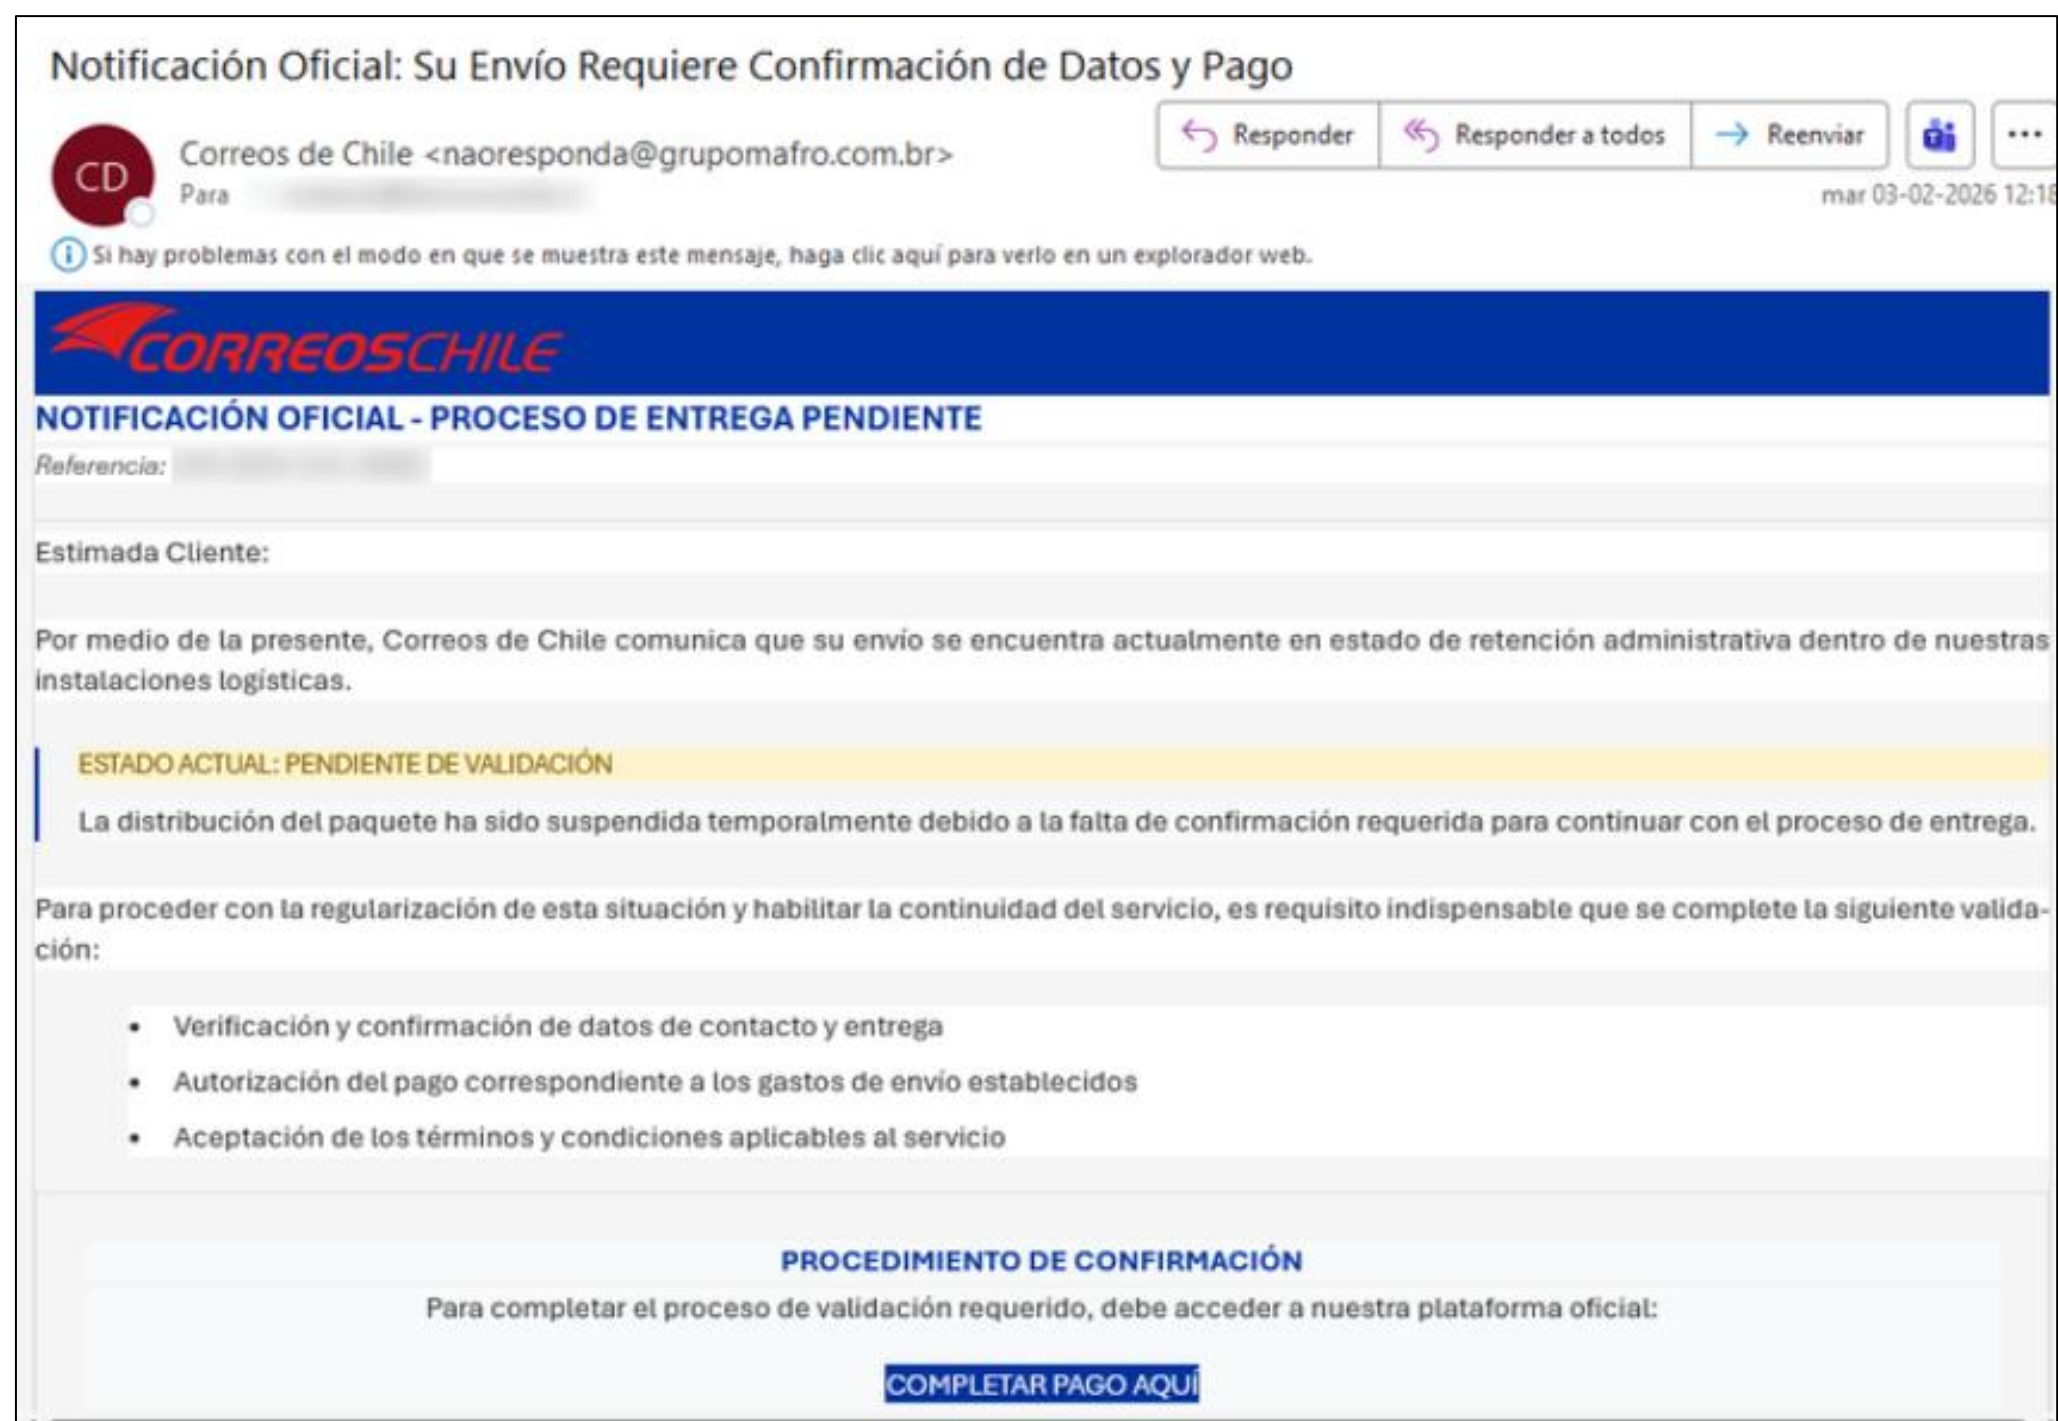 Notificación Oficial: Su Envío Requiere Confirmación de Datos y Pago
CD
Correos de Chile <naoresponda@grupomafro.com.br>
Para
Responder
Responder a todos
Reenviar
mar 03-02-2026 12:18
Si hay problemas con el modo en que se muestra este mensaje, haga clic aquí para verlo en un explorador web.
CORREOSCHILE
NOTIFICACIÓN OFICIAL - PROCESO DE ENTREGA PENDIENTE
Referencia:
Estimada Cliente:
Por medio de la presente, Correos de Chile comunica que su envío se encuentra actualmente en estado de retención administrativa dentro de nuestras
instalaciones logísticas.
ESTADO ACTUAL: PENDIENTE DE VALIDACIÓN
La distribución del paquete ha sido suspendida temporalmente debido a la falta de confirmación requerida para continuar con el proceso de entrega.
Para proceder con la regularización de esta situación y habilitar la continuidad del servicio, es requisito indispensable que se complete la siguiente valida-
ción:
• Verificación y confirmación de datos de contacto y entrega
• Autorización del pago correspondiente a los gastos de envío establecidos
• Aceptación de los términos y condiciones aplicables al servicio
PROCEDIMIENTO DE CONFIRMACIÓN
Para completar el proceso de validación requerido, debe acceder a nuestra plataforma oficial:
COMPLETAR PAGO AQUÍ